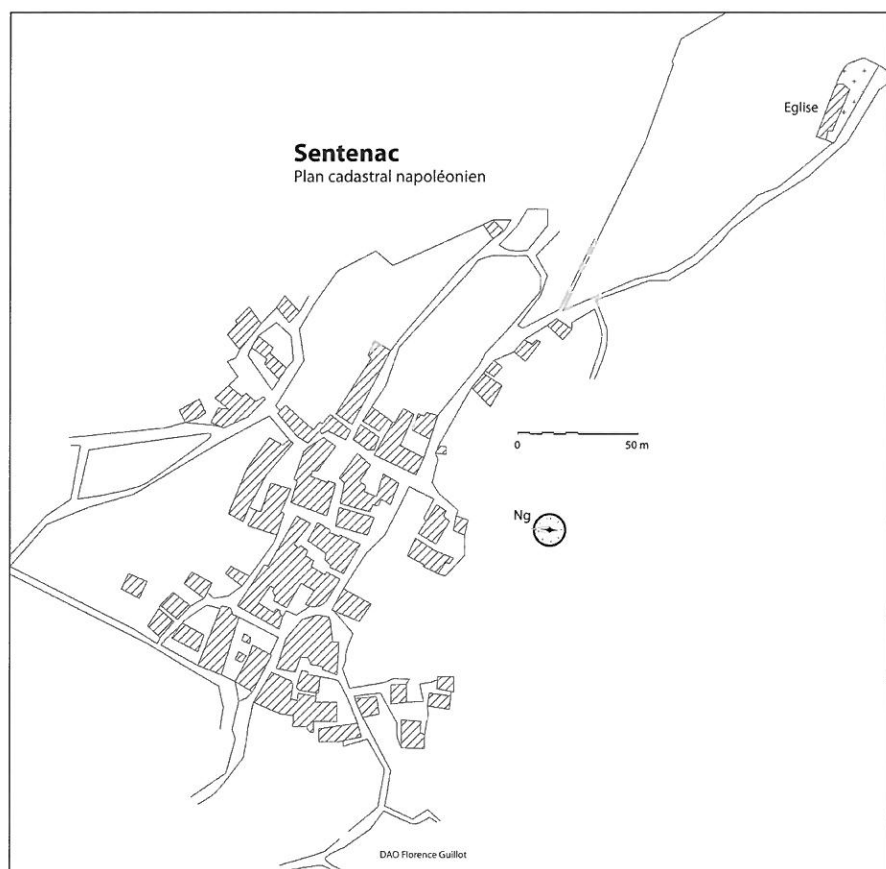 Eglise
Sentenac
Plan cadastral napoléonien
0 50 m
Ng
DAO Florence Guillot